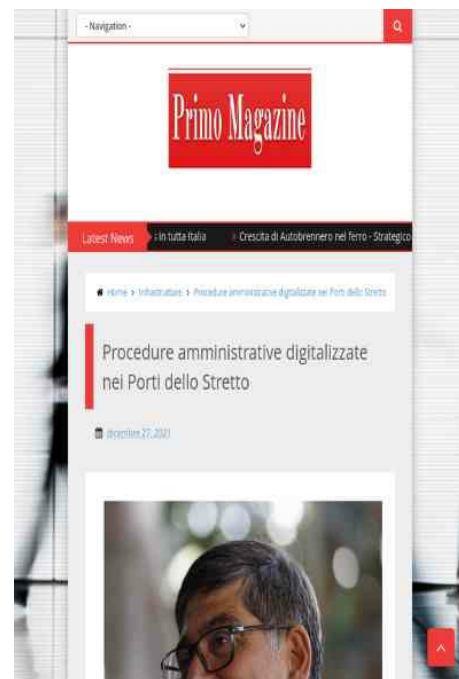 - Navigation -
Primo Magazine
Latest News
in tutta Italia
Crescita di Autobrennero nel ferro - Strategico
Home > Infrastrutture > Procedure amministrative digitalizzate nei Porti dello Stretto
Procedure amministrative digitalizzate
nei Porti dello Stretto
dicembre 27, 2021